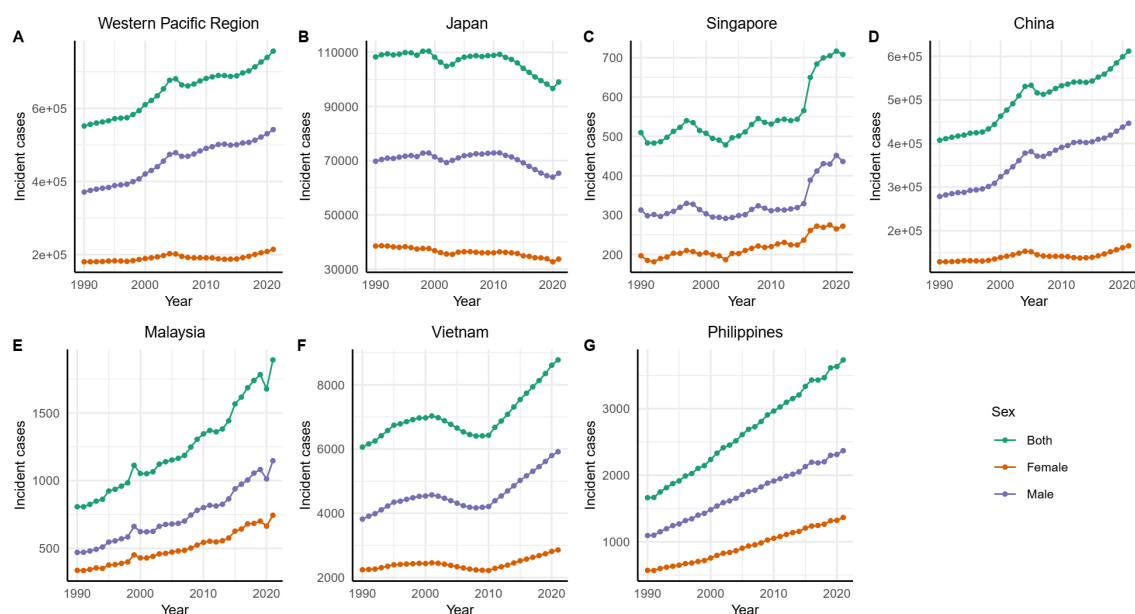 A
Western Pacific Region
Incident cases
6e+05
4e+05
2e+05
1990
2000
2010
2020
Year
B
Japan
Incident cases
110000
90000
70000
50000
30000
1990
2000
2010
2020
Year
C
Singapore
Incident cases
700
600
500
400
300
200
1990
2000
2010
2020
Year
D
China
Incident cases
6e+05
5e+05
4e+05
3e+05
2e+05
1990
2000
2010
2020
Year
E
Malaysia
Incident cases
1500
1000
500
1990
2000
2010
2020
Year
F
Vietnam
Incident cases
8000
6000
4000
2000
1990
2000
2010
2020
Year
G
Philippines
Incident cases
3000
2000
1000
1990
2000
2010
2020
Year
Sex
Both
Female
Male